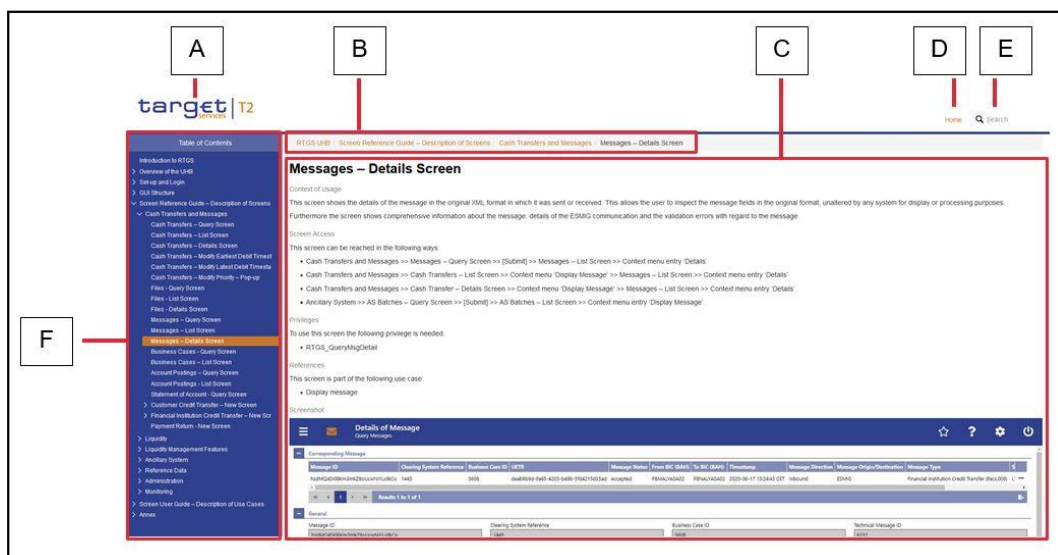 A
B
C
D
E
target | T2
services
Home
Search
F
Table of Contents
Introduction to RTGS
Overview of the UHB
Set-up and Login
GUI Structure
Screen Reference Guide – Description of Screens
Cash Transfers and Messages
Cash Transfers – Query Screen
Cash Transfers – List Screen
Cash Transfers – Details Screen
Cash Transfers – Modify Earliest Debit Timest
Cash Transfers – Modify Latest Debit Timesta
Cash Transfers – Modify Priority – Pop-up
Files - Query Screen
Files - List Screen
Files - Details Screen
Messages – Query Screen
Messages – List Screen
Messages – Details Screen
Business Cases - Query Screen
Business Cases – List Screen
Account Postings – Query Screen
Account Postings - List Screen
Statement of Account - Query Screen
Customer Credit Transfer – New Screen
Financial Institution Credit Transfer – New Scr
Payment Return - New Screen
Liquidity
Liquidity Management Features
Ancillary System
Reference Data
Administration
Monitoring
Screen User Guide – Description of Use Cases
Annex
RTGS UHB / Screen Reference Guide – Description of Screens / Cash Transfers and Messages / Messages – Details Screen
Messages – Details Screen
Context of Usage
This screen shows the details of the message in the original XML format in which it was sent or received. This allows the user to inspect the message fields in the original format, unaltered by any system for display or processing purposes.
Furthermore the screen shows comprehensive information about the message, details of the ESMIG communication and the validation errors with regard to the message.
Screen Access
This screen can be reached in the following ways:
• Cash Transfers and Messages >> Messages – Query Screen >> [Submit] >> Messages – List Screen >> Context menu entry 'Details'
• Cash Transfers and Messages >> Cash Transfers – List Screen >> Context menu 'Display Message' >> Messages – List Screen >> Context menu entry 'Details'
• Cash Transfers and Messages >> Cash Transfer – Details Screen >> Context menu 'Display Message' >> Messages – List Screen >> Context menu entry 'Details'
• Ancillary System >> AS Batches – Query Screen >> [Submit] >> AS Batches – List Screen >> Context menu entry 'Display Message'
Privileges
To use this screen the following privilege is needed:
• RTGS_QueryMsgDetail
References
This screen is part of the following use case:
• Display message
Screenshot
Details of Message
Query Messages
Corresponding Message
Message ID Clearing System Reference Business Case ID UETR Message Status From BIC (BAH) To BIC (BAH) Timestamp Message Direction Message Origin/Destination Message Type S
1445 5608 Accepted PBNALYA0A02 PBNALYA0A02 2020-06-17 15:24:43 CET Inbound ESMIG Financial Institution Credit Transfer (pacs.009)
1 Results 1 to 1 of 1
General
Message ID Clearing System Reference Business Case ID Technical Message ID
1445 5608